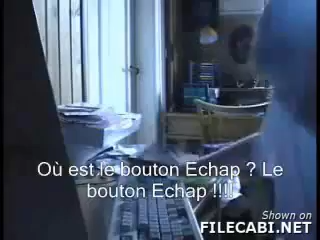 Où est le bouton Echap ? Le
bouton Echap !!!!
Shown on
FILECABI.NET